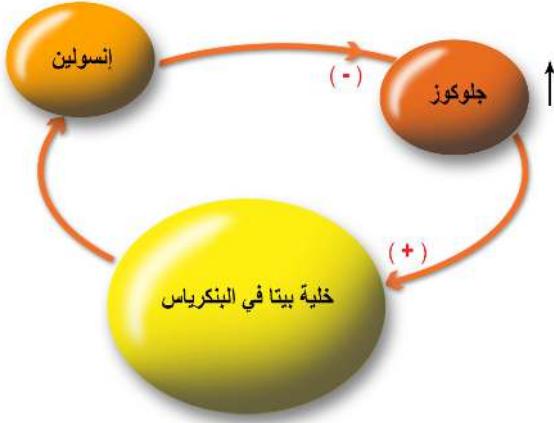 إنسولين
جلوكوز
( - )
( + )
خلية بيتا في البنكرياس